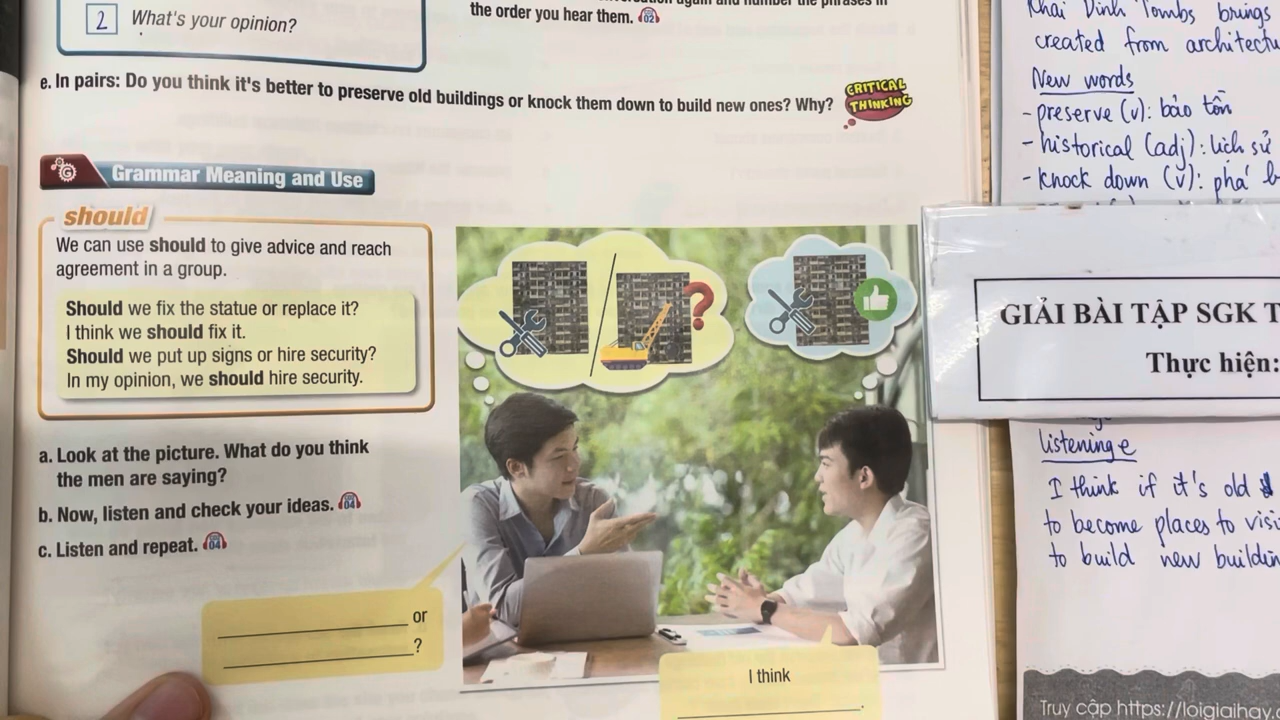 the order you hear them. 02
2 What's your opinion?
e. In pairs: Do you think it's better to preserve old buildings or knock them down to build new ones? Why?
CRITICAL
THINKING
G Grammar Meaning and Use
should
We can use should to give advice and reach
agreement in a group.
Should we fix the statue or replace it?
I think we should fix it.
Should we put up signs or hire security?
In my opinion, we should hire security.
a. Look at the picture. What do you think
the men are saying?
b. Now, listen and check your ideas. 04
c. Listen and repeat. 04
or
?
I think
.
Khai Dinh Tombs brings
created from architectu
New words
- preserve (v): bảo tồn
- historical (adj): lịch sử
- knock down (v): phá b
GIẢI BÀI TẬP SGK T
Thực hiện:
listening e
I think if it's old
to become places to visi
to build new buildin
Truy cập https://loigiaihay.c